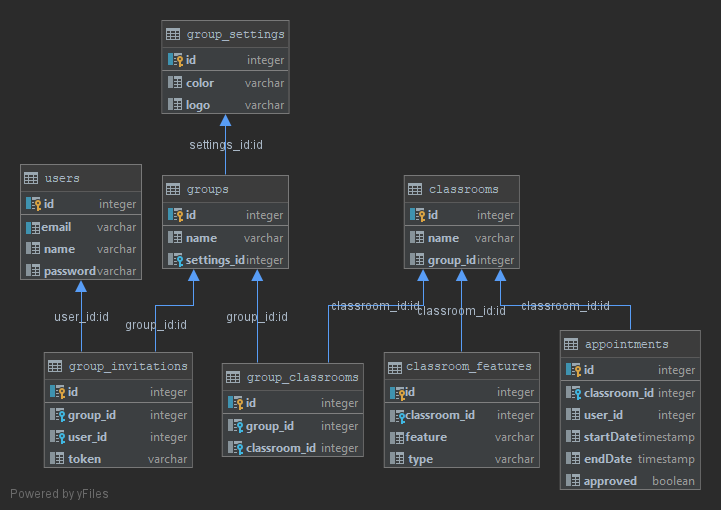 group_settings
id integer
color varchar
logo varchar
settings_id:id
users
id integer
email varchar
name varchar
password varchar
groups
id integer
name varchar
settings_id integer
classrooms
id integer
name varchar
group_id integer
user_id:id
group_id:id
group_id:id
classroom_id:id
classroom_id:id
classroom_id:id
group_invitations
id integer
group_id integer
user_id integer
token varchar
group_classrooms
id integer
group_id integer
classroom_id integer
classroom_features
id integer
classroom_id integer
feature varchar
type varchar
appointments
id integer
classroom_id integer
user_id integer
startDate timestamp
endDate timestamp
approved boolean
Powered by yFiles